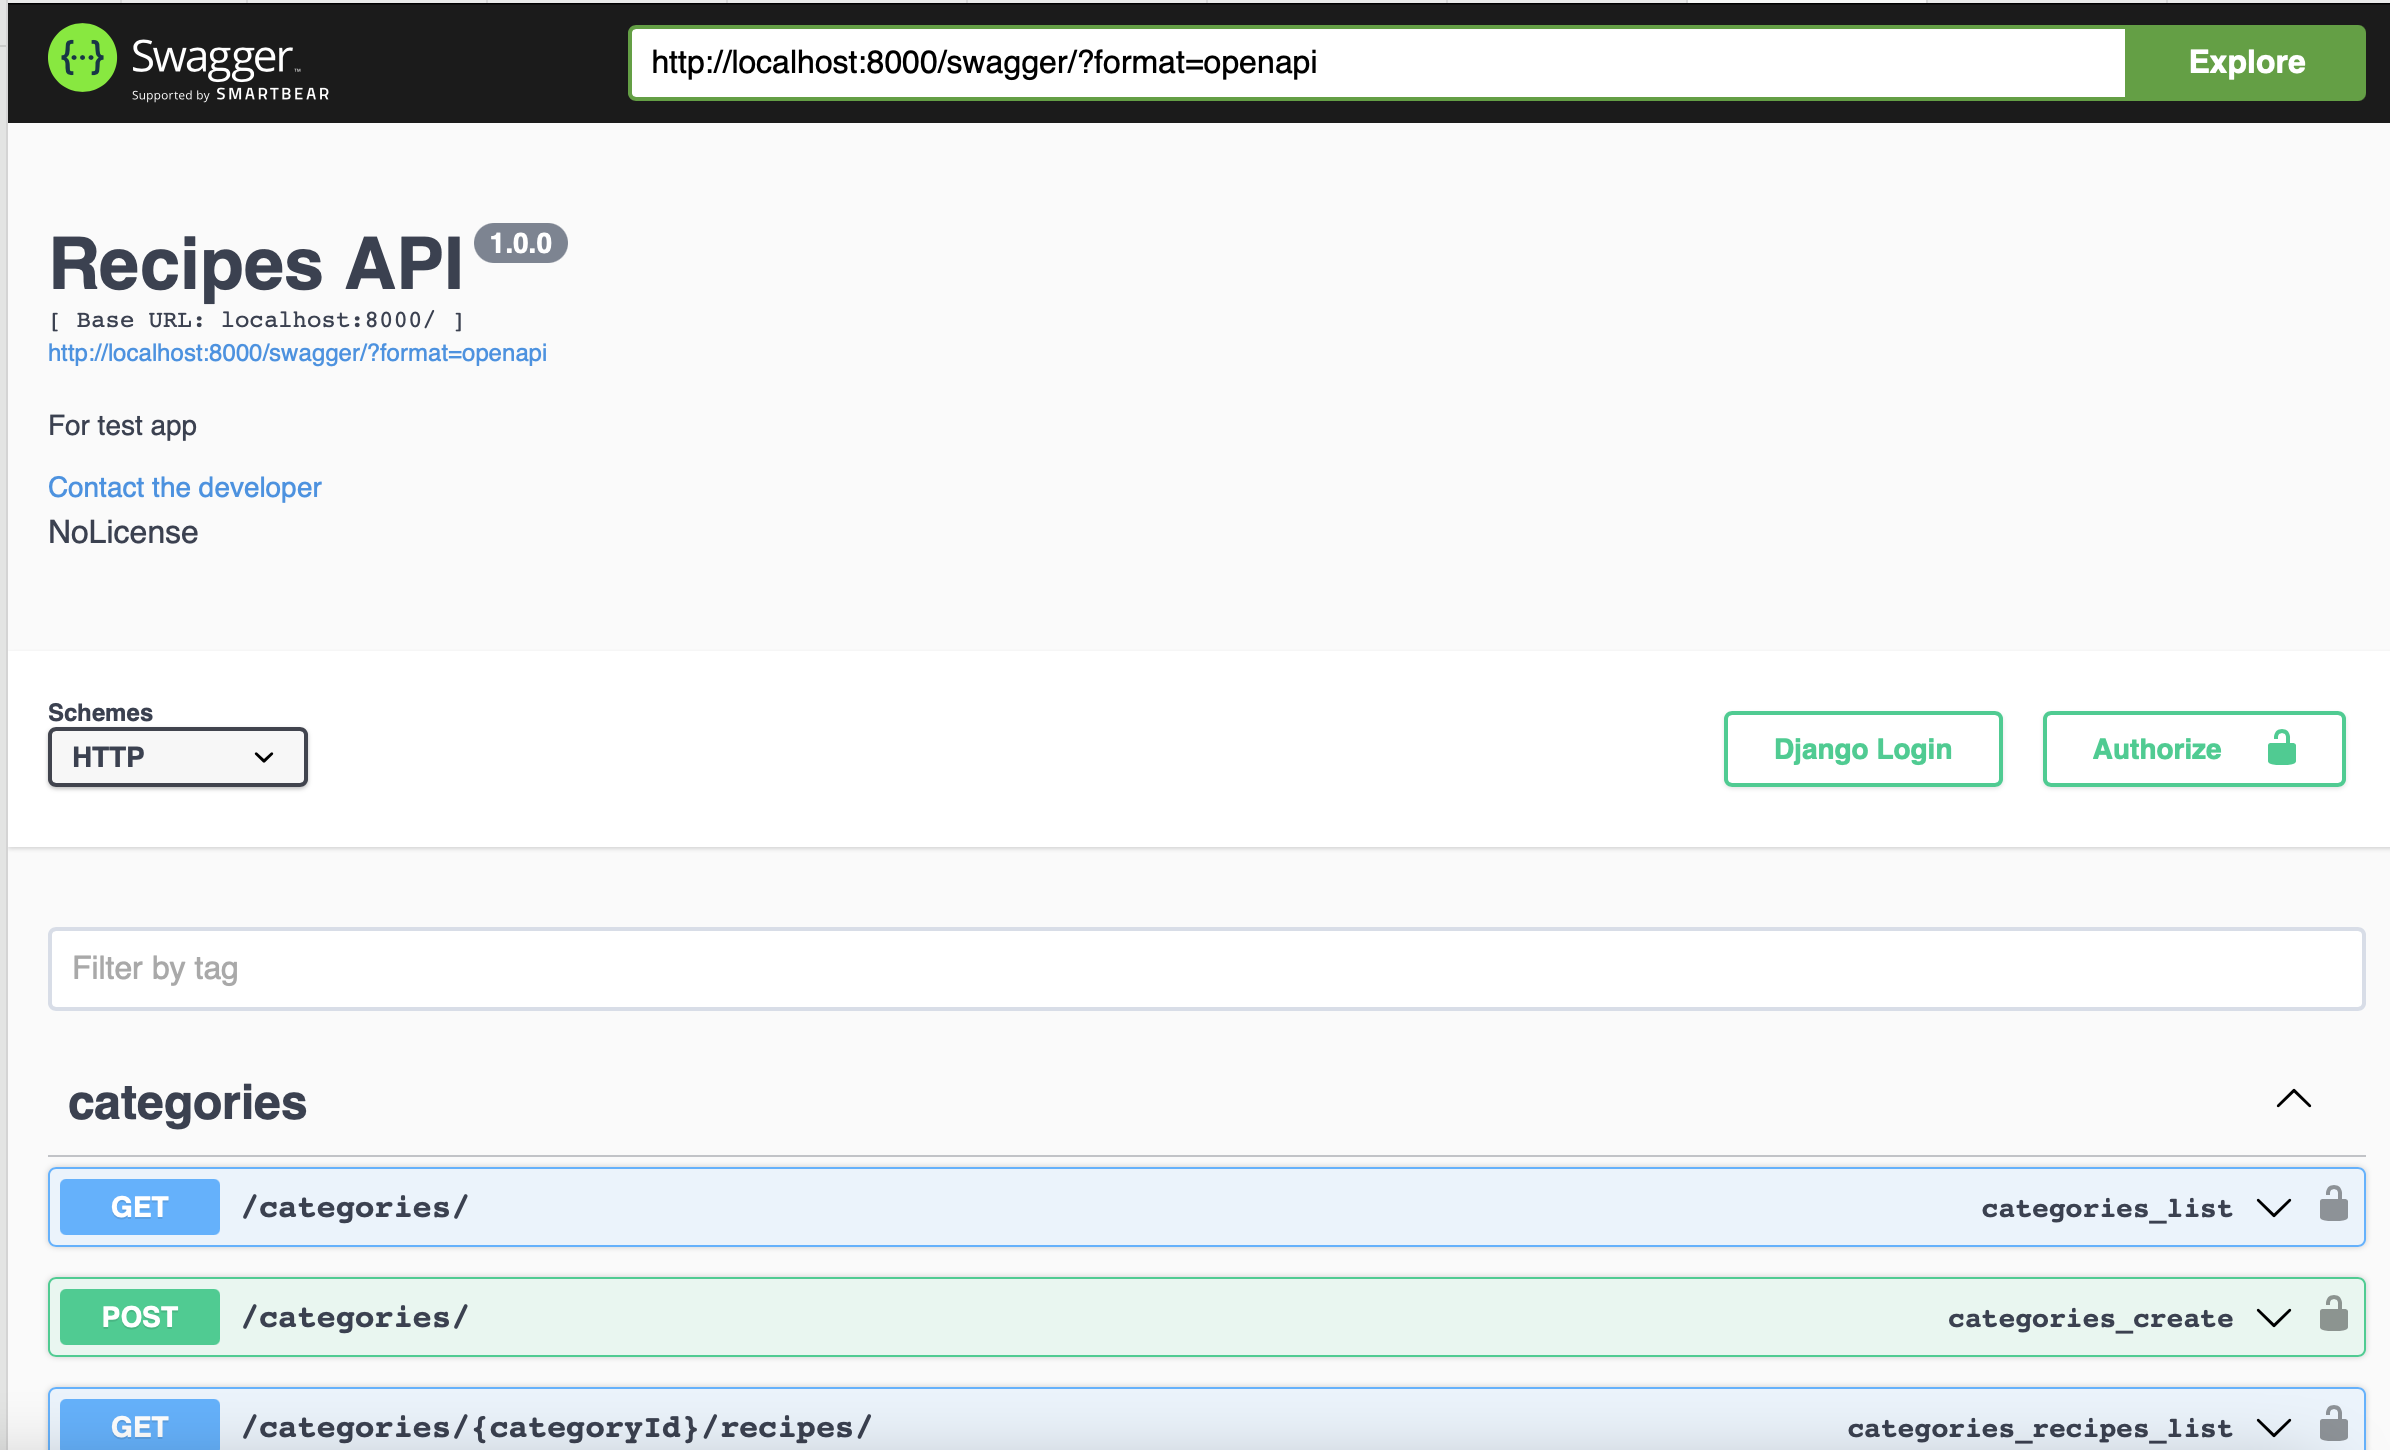 Swagger™
Supported by SMARTBEAR
http://localhost:8000/swagger/?format=openapi
Explore
Recipes API 1.0.0
[ Base URL: localhost:8000/ ]
http://localhost:8000/swagger/?format=openapi
For test app
Contact the developer
NoLicense
Schemes
HTTP
Django Login
Authorize
Filter by tag
categories
GET /categories/ categories_list
POST /categories/ categories_create
GET /categories/{categoryId}/recipes/ categories_recipes_list